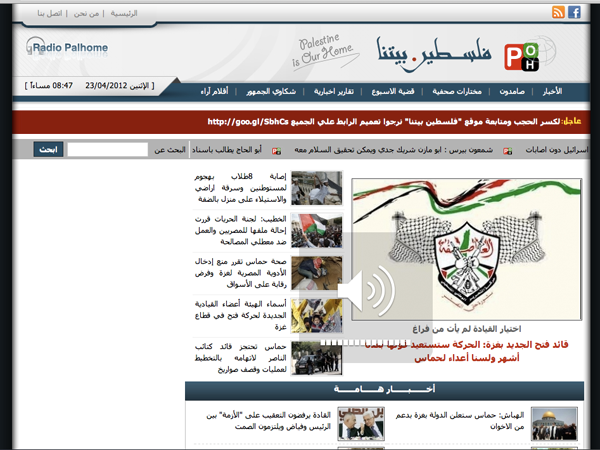 الرئيسية | من نحن | اتصل بنا
Radio Palhome
Palestine
Is Our Home
فلسطين.بيتنا
P O H
[ الإثنين 23/04/2012 08:47 مساءاً ]
الأخبار | صامدون | مختارات صحفية | قضية الاسبوع | تقارير اخبارية | شكاوي الجمهور | أقلام آراء
عاجل: لكسر الحجب ومتابعة موقع "فلسطين بيتنا" نرجوا تعميم الرابط علي الجميع http://goo.gl/SbhCs
اسرائيل دون اصابات شمعون بيرس : ابو مازن شريك جدي ويمكن تحقيق السلام معه أبو الحاج يطالب باسناد
البحث عن
ابحث
العاصفة
اختيار القيادة لم يأت من فراغ
قائد فتح الجديد بغزة: الحركة ستستعيد قوتها بعد 6
أشهر ولسنا أعداء لحماس
إصابة 8طلاب بهجوم
لمستوطنين وسرقة اراضي
والاستيلاء على منزل بالضفة
الخطيب: لجنة الحريات قررت
إحالة ملفها للمصريين والعمل
ضد معطلي المصالحة
صحة حماس تقرر منع إدخال
الأدوية المصرية لغزة وفرض
رقابة على الأسواق
أسماء الهيئة أعضاء القيادية
الجديدة لحركة فتح في قطاع
غزة
حماس تحتجز قائد كتائب
الناصر لاتهامه بالتخطيط
لعمليات وقصف صواريخ
أخـبـــار هـــامـــة
الهباش: حماس ستعلن الدولة بغزة بدعم
من الاخوان
القادة يرفضون التعقيب على "الأزمة" بين
الرئيس وفياض ويلتزمون الصمت